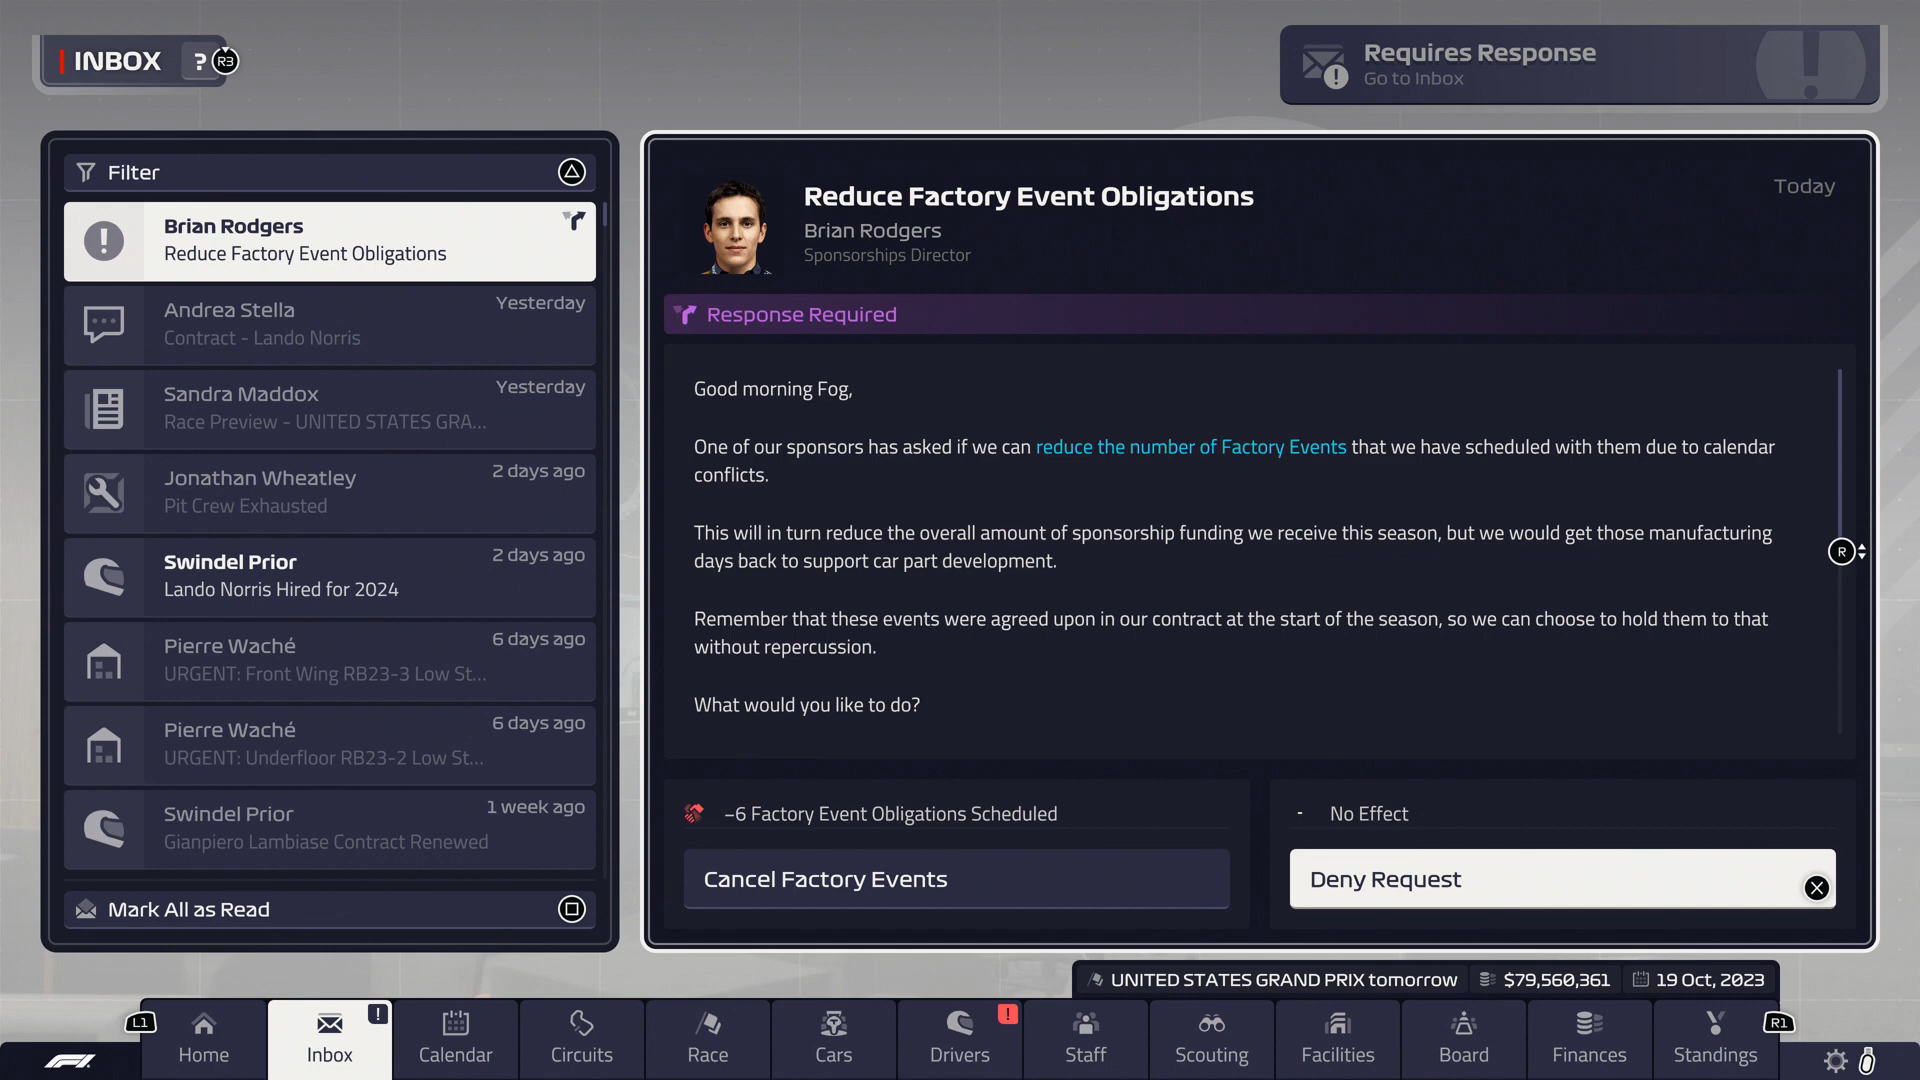 INBOX
?
R3
Requires Response
Go to Inbox
Filter
Brian Rodgers
Reduce Factory Event Obligations
Andrea Stella
Yesterday
Contract - Lando Norris
Sandra Maddox
Yesterday
Race Preview - UNITED STATES GRA...
Jonathan Wheatley
2 days ago
Pit Crew Exhausted
Swindel Prior
2 days ago
Lando Norris Hired for 2024
Pierre Waché
6 days ago
URGENT: Front Wing RB23-3 Low St...
Pierre Waché
6 days ago
URGENT: Underfloor RB23-2 Low St...
Swindel Prior
1 week ago
Gianpiero Lambiase Contract Renewed
Mark All as Read
Reduce Factory Event Obligations
Today
Brian Rodgers
Sponsorships Director
Response Required
Good morning Fog,
One of our sponsors has asked if we can reduce the number of Factory Events that we have scheduled with them due to calendar
conflicts.
This will in turn reduce the overall amount of sponsorship funding we receive this season, but we would get those manufacturing
days back to support car part development.
R
Remember that these events were agreed upon in our contract at the start of the season, so we can choose to hold them to that
without repercussion.
What would you like to do?
-6 Factory Event Obligations Scheduled
Cancel Factory Events
- No Effect
Deny Request
UNITED STATES GRAND PRIX tomorrow
$79,560,361
19 Oct, 2023
L1
Home
Inbox
Calendar
Circuits
Race
Cars
Drivers
Staff
Scouting
Facilities
Board
Finances
Standings
R1
F1